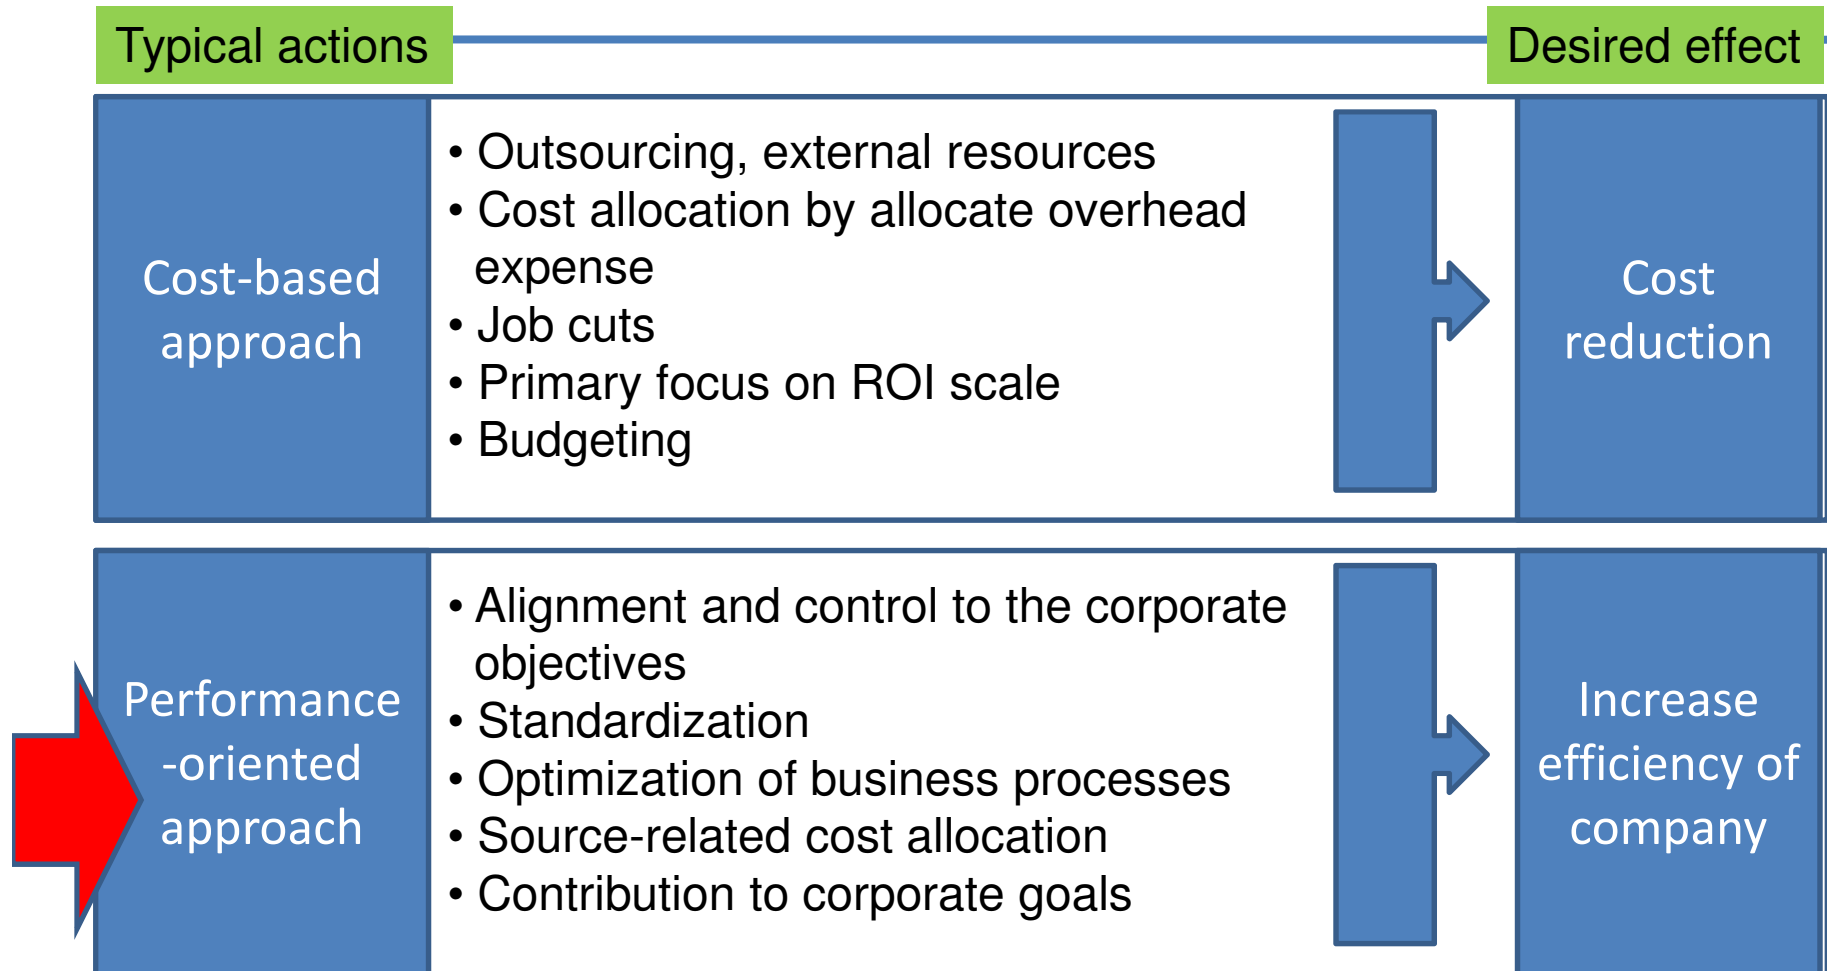 Typical actions
Desired effect
Cost-based
approach
• Outsourcing, external resources
• Cost allocation by allocate overhead
expense
• Job cuts
• Primary focus on ROI scale
• Budgeting
Cost
reduction
Performance
-oriented
approach
• Alignment and control to the corporate
objectives
• Standardization
• Optimization of business processes
• Source-related cost allocation
• Contribution to corporate goals
Increase
efficiency of
company